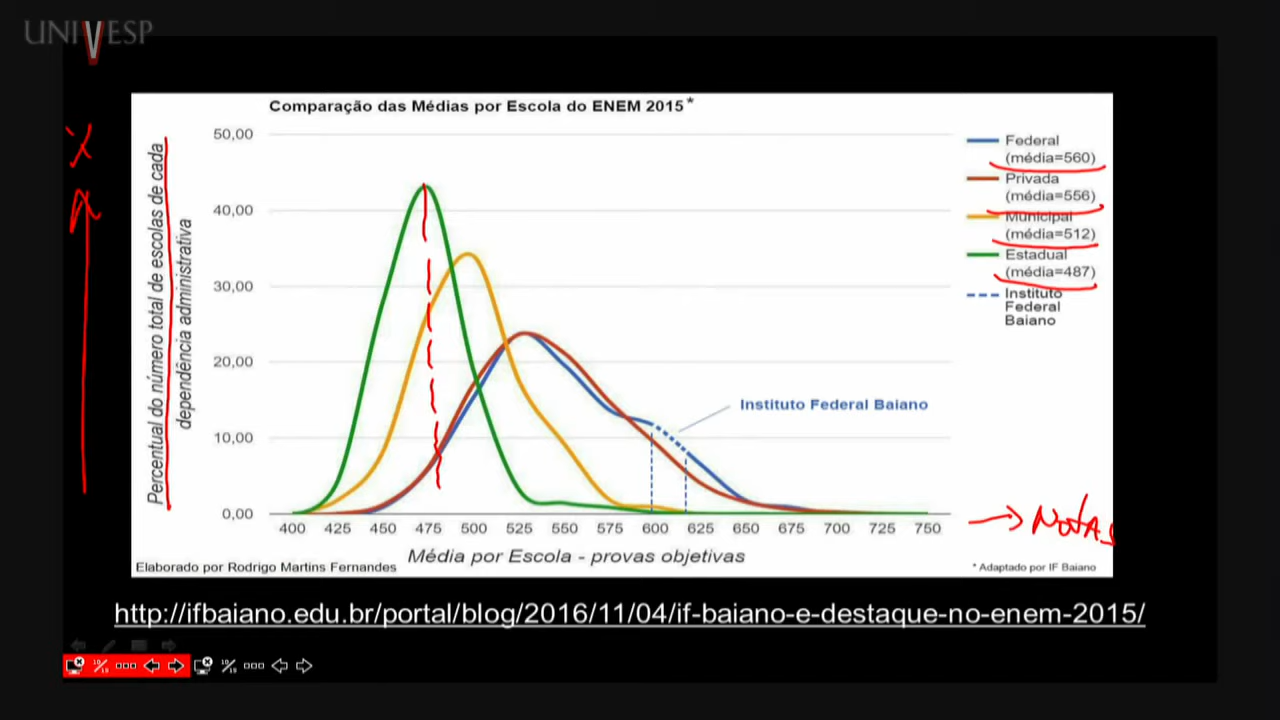 UNIVESP
Comparação das Médias por Escola do ENEM 2015*
%
Percentual do número total de escolas de cada
dependência administrativa
50,00
40,00
30,00
20,00
10,00
0,00
400 425 450 475 500 525 550 575 600 625 650 675 700 725 750
Média por Escola - provas objetivas
Federal
(média=560)
Privada
(média=556)
Municipal
(média=512)
Estadual
(média=487)
Instituto
Federal
Baiano
Instituto Federal Baiano
NOTAS
Elaborado por Rodrigo Martins Fernandes
* Adaptado por IF Baiano
http://ifbaiano.edu.br/portal/blog/2016/11/04/if-baiano-e-destaque-no-enem-2015/